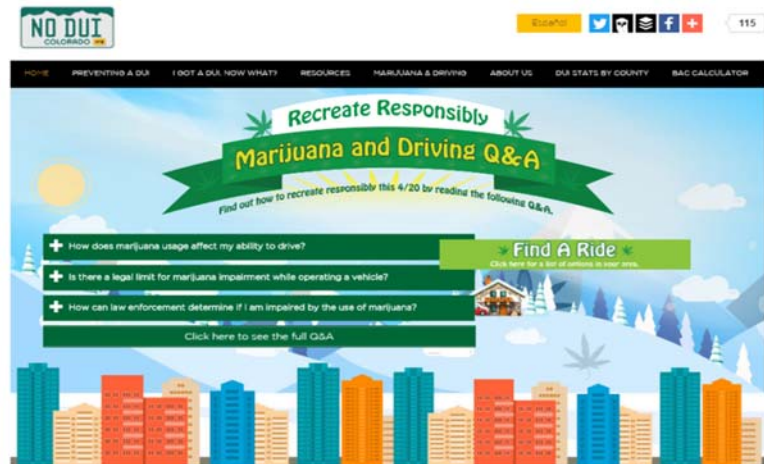 NO DUI
COLORADO .org
Español
115
HOME PREVENTING A DUI I GOT A DUI, NOW WHAT? RESOURCES MARIJUANA & DRIVING ABOUT US DUI STATS BY COUNTY BAC CALCULATOR
Recreate Responsibly
Marijuana and Driving Q&A
Find out how to recreate responsibly this 4/20 by reading the following Q&A.
How does marijuana usage affect my ability to drive?
Find A Ride
Click here for a list of options in your area.
Is there a legal limit for marijuana impairment while operating a vehicle?
How can law enforcement determine if I am impaired by the use of marijuana?
Click here to see the full Q&A